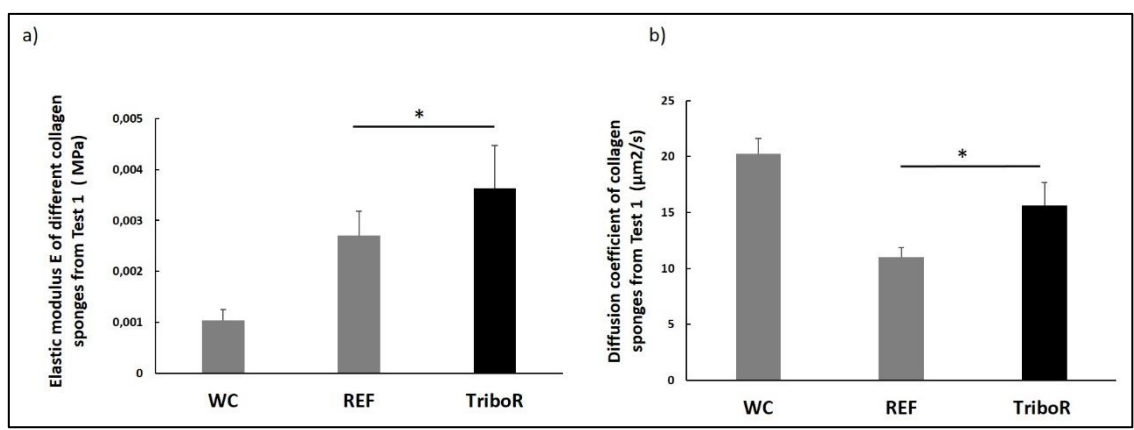 a)
Elastic modulus E of different collagen
sponges from Test 1 ( MPa)
0,005
0,004
0,003
0,002
0,001
0
*
WC REF TriboR
b)
Diffusion coefficient of collagen
sponges from Test 1 (µm2/s)
25
20
15
10
5
0
*
WC REF TriboR